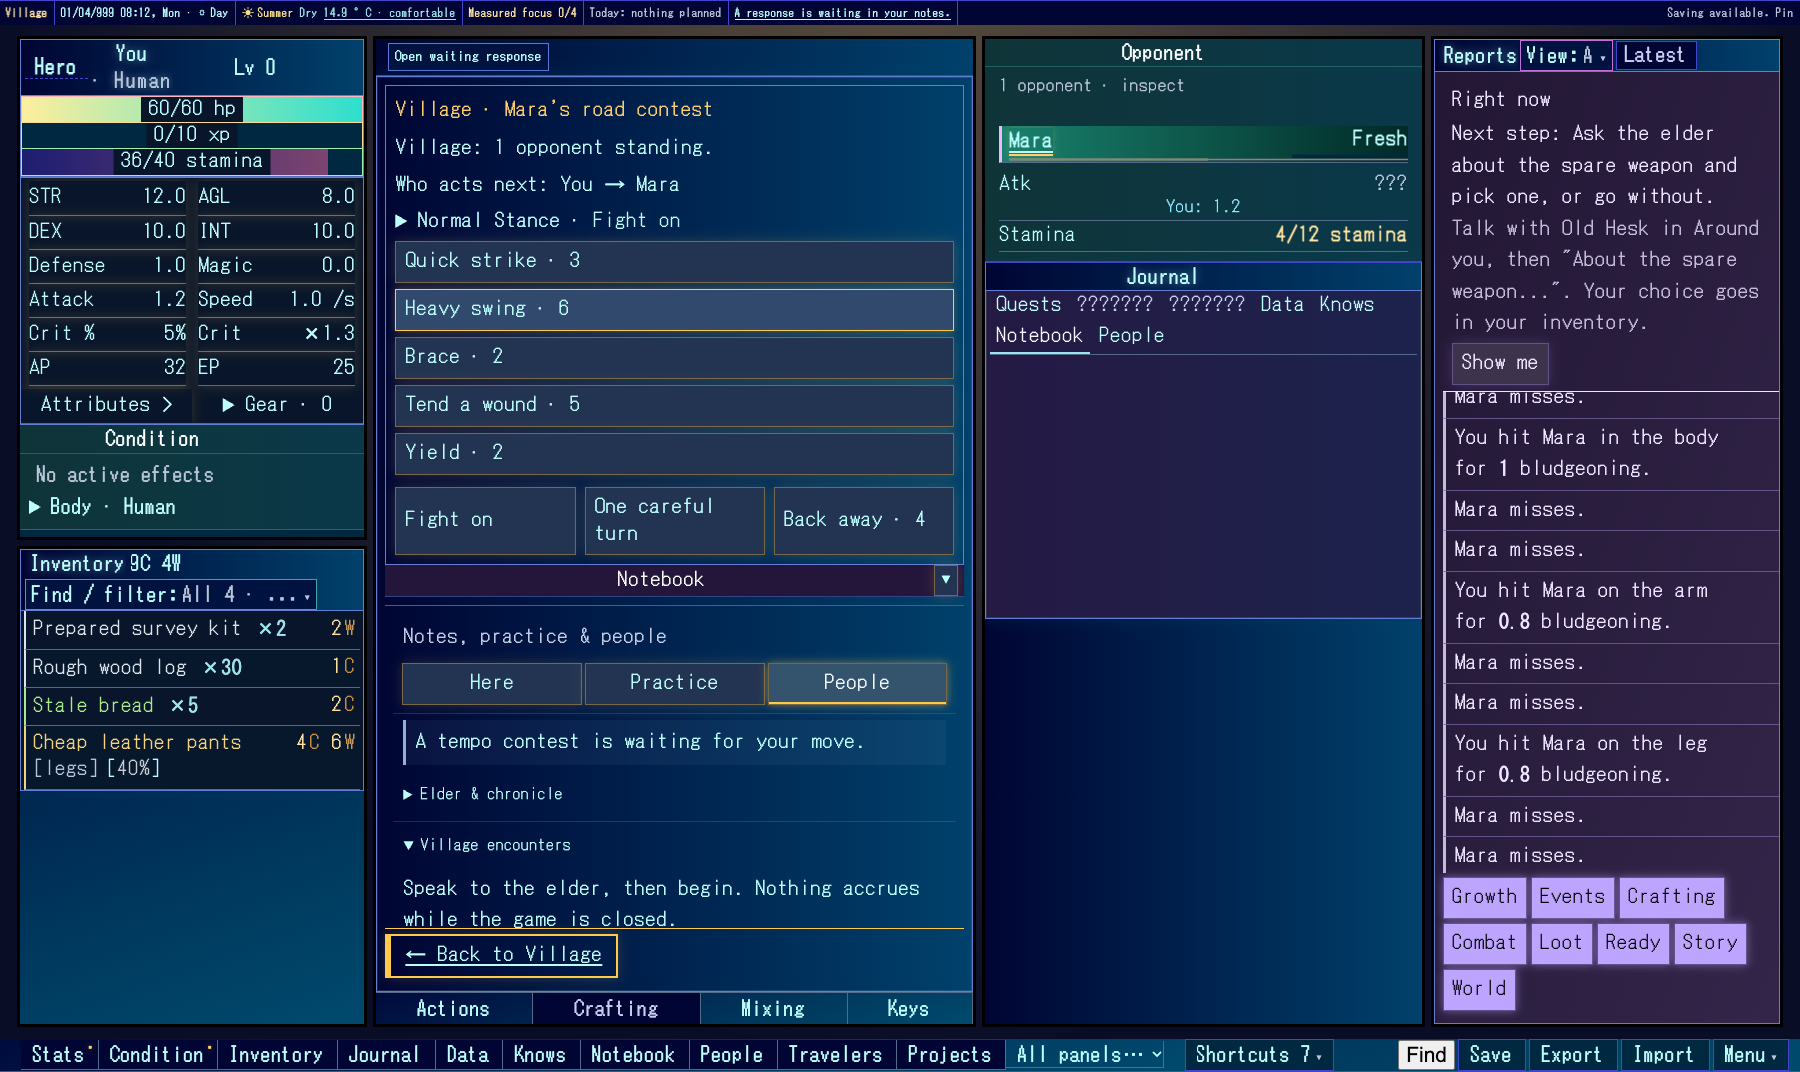 Village
01/04/999 08:12, Mon · ☼ Day
☀ Summer Dry 14.9 ° C · comfortable
Measured focus 0/4
Today: nothing planned
A response is waiting in your notes.
Saving available. Pin
Hero · You
Human
Lv 0
60/60 hp
0/10 xp
36/40 stamina
STR 12.0 AGL 8.0
DEX 10.0 INT 10.0
Defense 1.0 Magic 0.0
Attack 1.2 Speed 1.0 /s
Crit % 5% Crit ×1.3
AP 32 EP 25
Attributes > ▶ Gear · 0
Condition
No active effects
▶ Body · Human
Inventory 9C 4W
Find / filter: All 4 · ... ▾
Prepared survey kit ×2 2W
Rough wood log ×30 1C
Stale bread ×5 2C
Cheap leather pants 4C 6W
[legs] [40%]
Open waiting response
Village · Mara's road contest
Village: 1 opponent standing.
Who acts next: You → Mara
▶ Normal Stance · Fight on
Quick strike · 3
Heavy swing · 6
Brace · 2
Tend a wound · 5
Yield · 2
Fight on
One careful
turn
Back away · 4
Notebook ▼
Notes, practice & people
Here Practice People
A tempo contest is waiting for your move.
▶ Elder & chronicle
▼ Village encounters
Speak to the elder, then begin. Nothing accrues
while the game is closed.
← Back to Village
Actions Crafting Mixing Keys
Opponent
1 opponent · inspect
Mara Fresh
Atk ???
You: 1.2
Stamina 4/12 stamina
Journal
Quests ??????? ??????? Data Knows
Notebook People
Reports View: A ▾ Latest
Right now
Next step: Ask the elder
about the spare weapon and
pick one, or go without.
Talk with Old Hesk in Around
you, then "About the spare
weapon...". Your choice goes
in your inventory.
Show me
Mara misses.
You hit Mara in the body
for 1 bludgeoning.
Mara misses.
Mara misses.
You hit Mara on the arm
for 0.8 bludgeoning.
Mara misses.
Mara misses.
You hit Mara on the leg
for 0.8 bludgeoning.
Mara misses.
Mara misses.
Growth Events Crafting
Combat Loot Ready Story
World
Stats Condition Inventory Journal Data Knows Notebook People Travelers Projects All panels… Shortcuts 7 ▾ Find Save Export Import Menu ▾